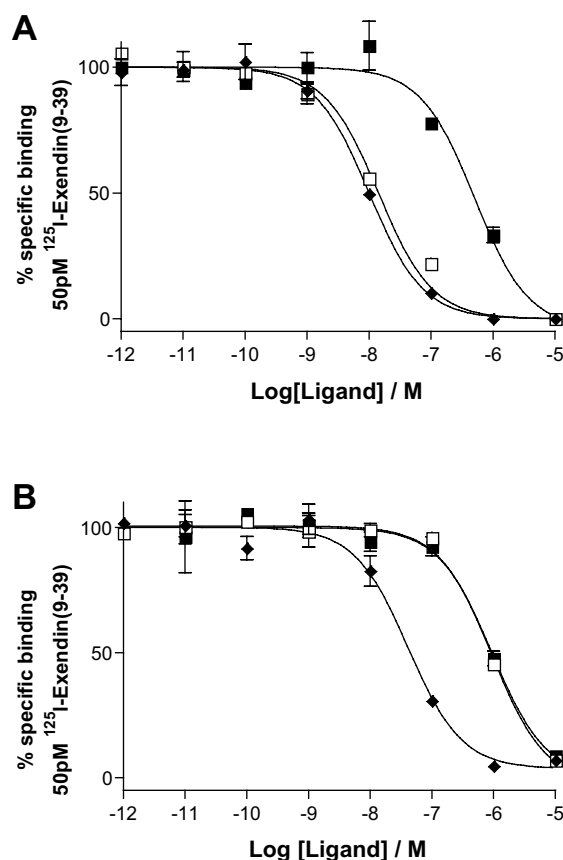 A
% specific binding
50pM ¹²⁵I-Exendin(9-39)
100
50
0
-12 -11 -10 -9 -8 -7 -6 -5
Log[Ligand] / M
B
% specific binding
50pM ¹²⁵I-Exendin(9-39)
100
50
0
-12 -11 -10 -9 -8 -7 -6 -5
Log [Ligand] / M